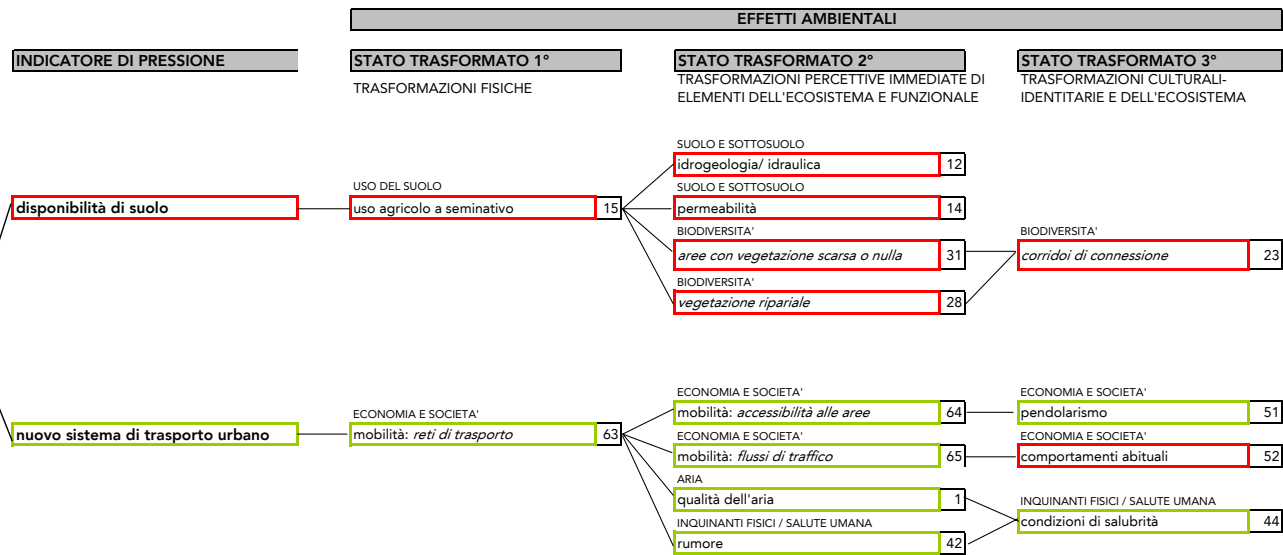 EFFETTI AMBIENTALI
INDICATORE DI PRESSIONE
STATO TRASFORMATO 1°
STATO TRASFORMATO 2°
STATO TRASFORMATO 3°
TRASFORMAZIONI FISICHE
TRASFORMAZIONI PERCETTIVE IMMEDIATE DI
ELEMENTI DELL'ECOSISTEMA E FUNZIONALE
TRASFORMAZIONI CULTURALI-
IDENTITARIE E DELL'ECOSISTEMA
SUOLO E SOTTOSUOLO
idrogeologia/ idraulica 12
USO DEL SUOLO
SUOLO E SOTTOSUOLO
disponibilità di suolo
uso agricolo a seminativo 15
permeabilità 14
BIODIVERSITA'
BIODIVERSITA'
aree con vegetazione scarsa o nulla 31
corridoi di connessione 23
BIODIVERSITA'
vegetazione ripariale 28
ECONOMIA E SOCIETA'
ECONOMIA E SOCIETA'
mobilità: accessibilità alle aree 64
pendolarismo 51
ECONOMIA E SOCIETA'
ECONOMIA E SOCIETA'
ECONOMIA E SOCIETA'
nuovo sistema di trasporto urbano
mobilità: reti di trasporto 63
mobilità: flussi di traffico 65
comportamenti abituali 52
ARIA
qualità dell'aria 1
INQUINANTI FISICI / SALUTE UMANA
INQUINANTI FISICI / SALUTE UMANA
condizioni di salubrità 44
rumore 42